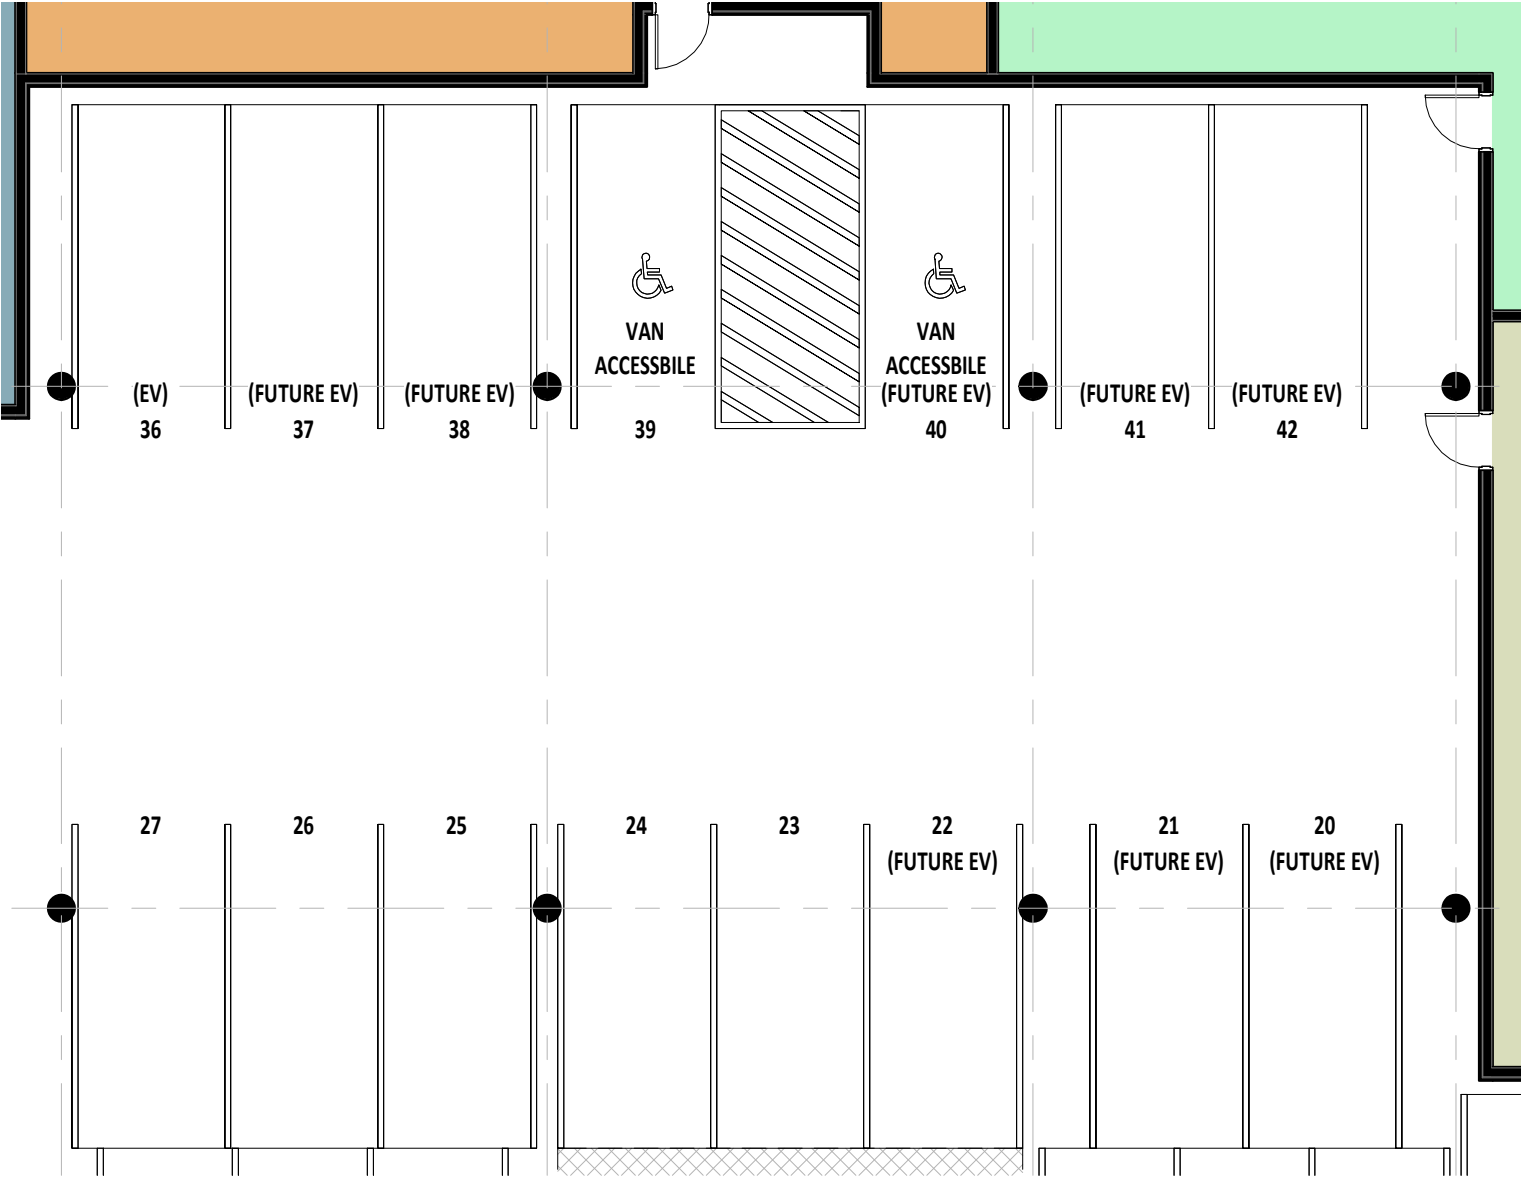 VAN
ACCESSBILE
VAN
ACCESSBILE
(EV)
36
(FUTURE EV)
37
(FUTURE EV)
38
39
(FUTURE EV)
40
(FUTURE EV)
41
(FUTURE EV)
42
27
26
25
24
23
22
(FUTURE EV)
21
(FUTURE EV)
20
(FUTURE EV)